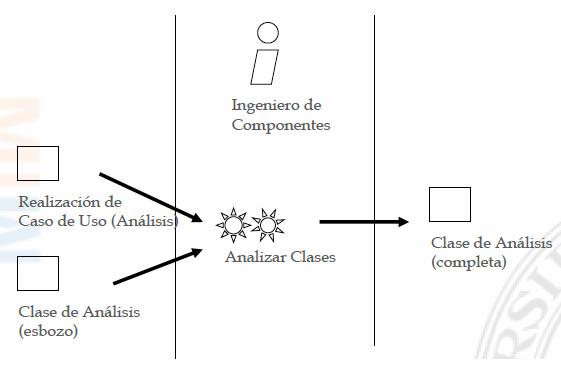 Ingeniero de
Componentes
Realización de
Caso de Uso (Análisis)
Analizar Clases
Clase de Análisis
(completa)
Clase de Análisis
(esbozo)